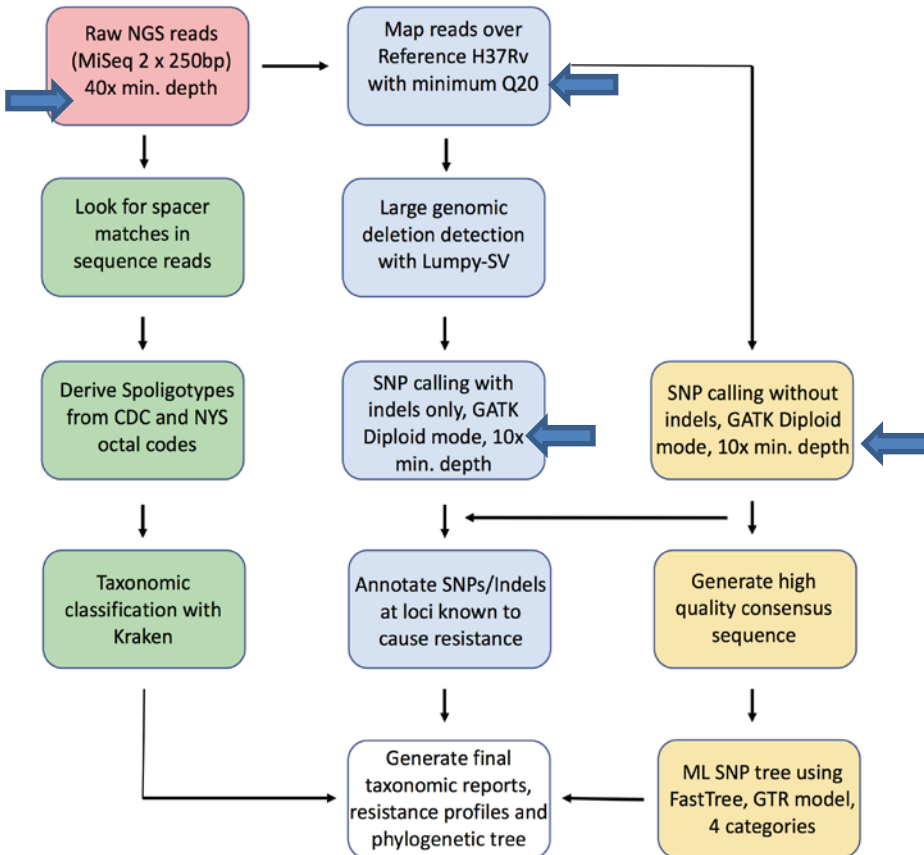 Raw NGS reads
(MiSeq 2 x 250bp)
40x min. depth
Map reads over
Reference H37Rv
with minimum Q20
Look for spacer
matches in
sequence reads
Large genomic
deletion detection
with Lumpy-SV
Derive Spoligotypes
from CDC and NYS
octal codes
SNP calling with
indels only, GATK
Diploid mode, 10x
min. depth
SNP calling without
indels, GATK Diploid
mode, 10x min. depth
Taxonomic
classification with
Kraken
Annotate SNPs/Indels
at loci known to
cause resistance
Generate high
quality consensus
sequence
Generate final
taxonomic reports,
resistance profiles and
phylogenetic tree
ML SNP tree using
FastTree, GTR model,
4 categories